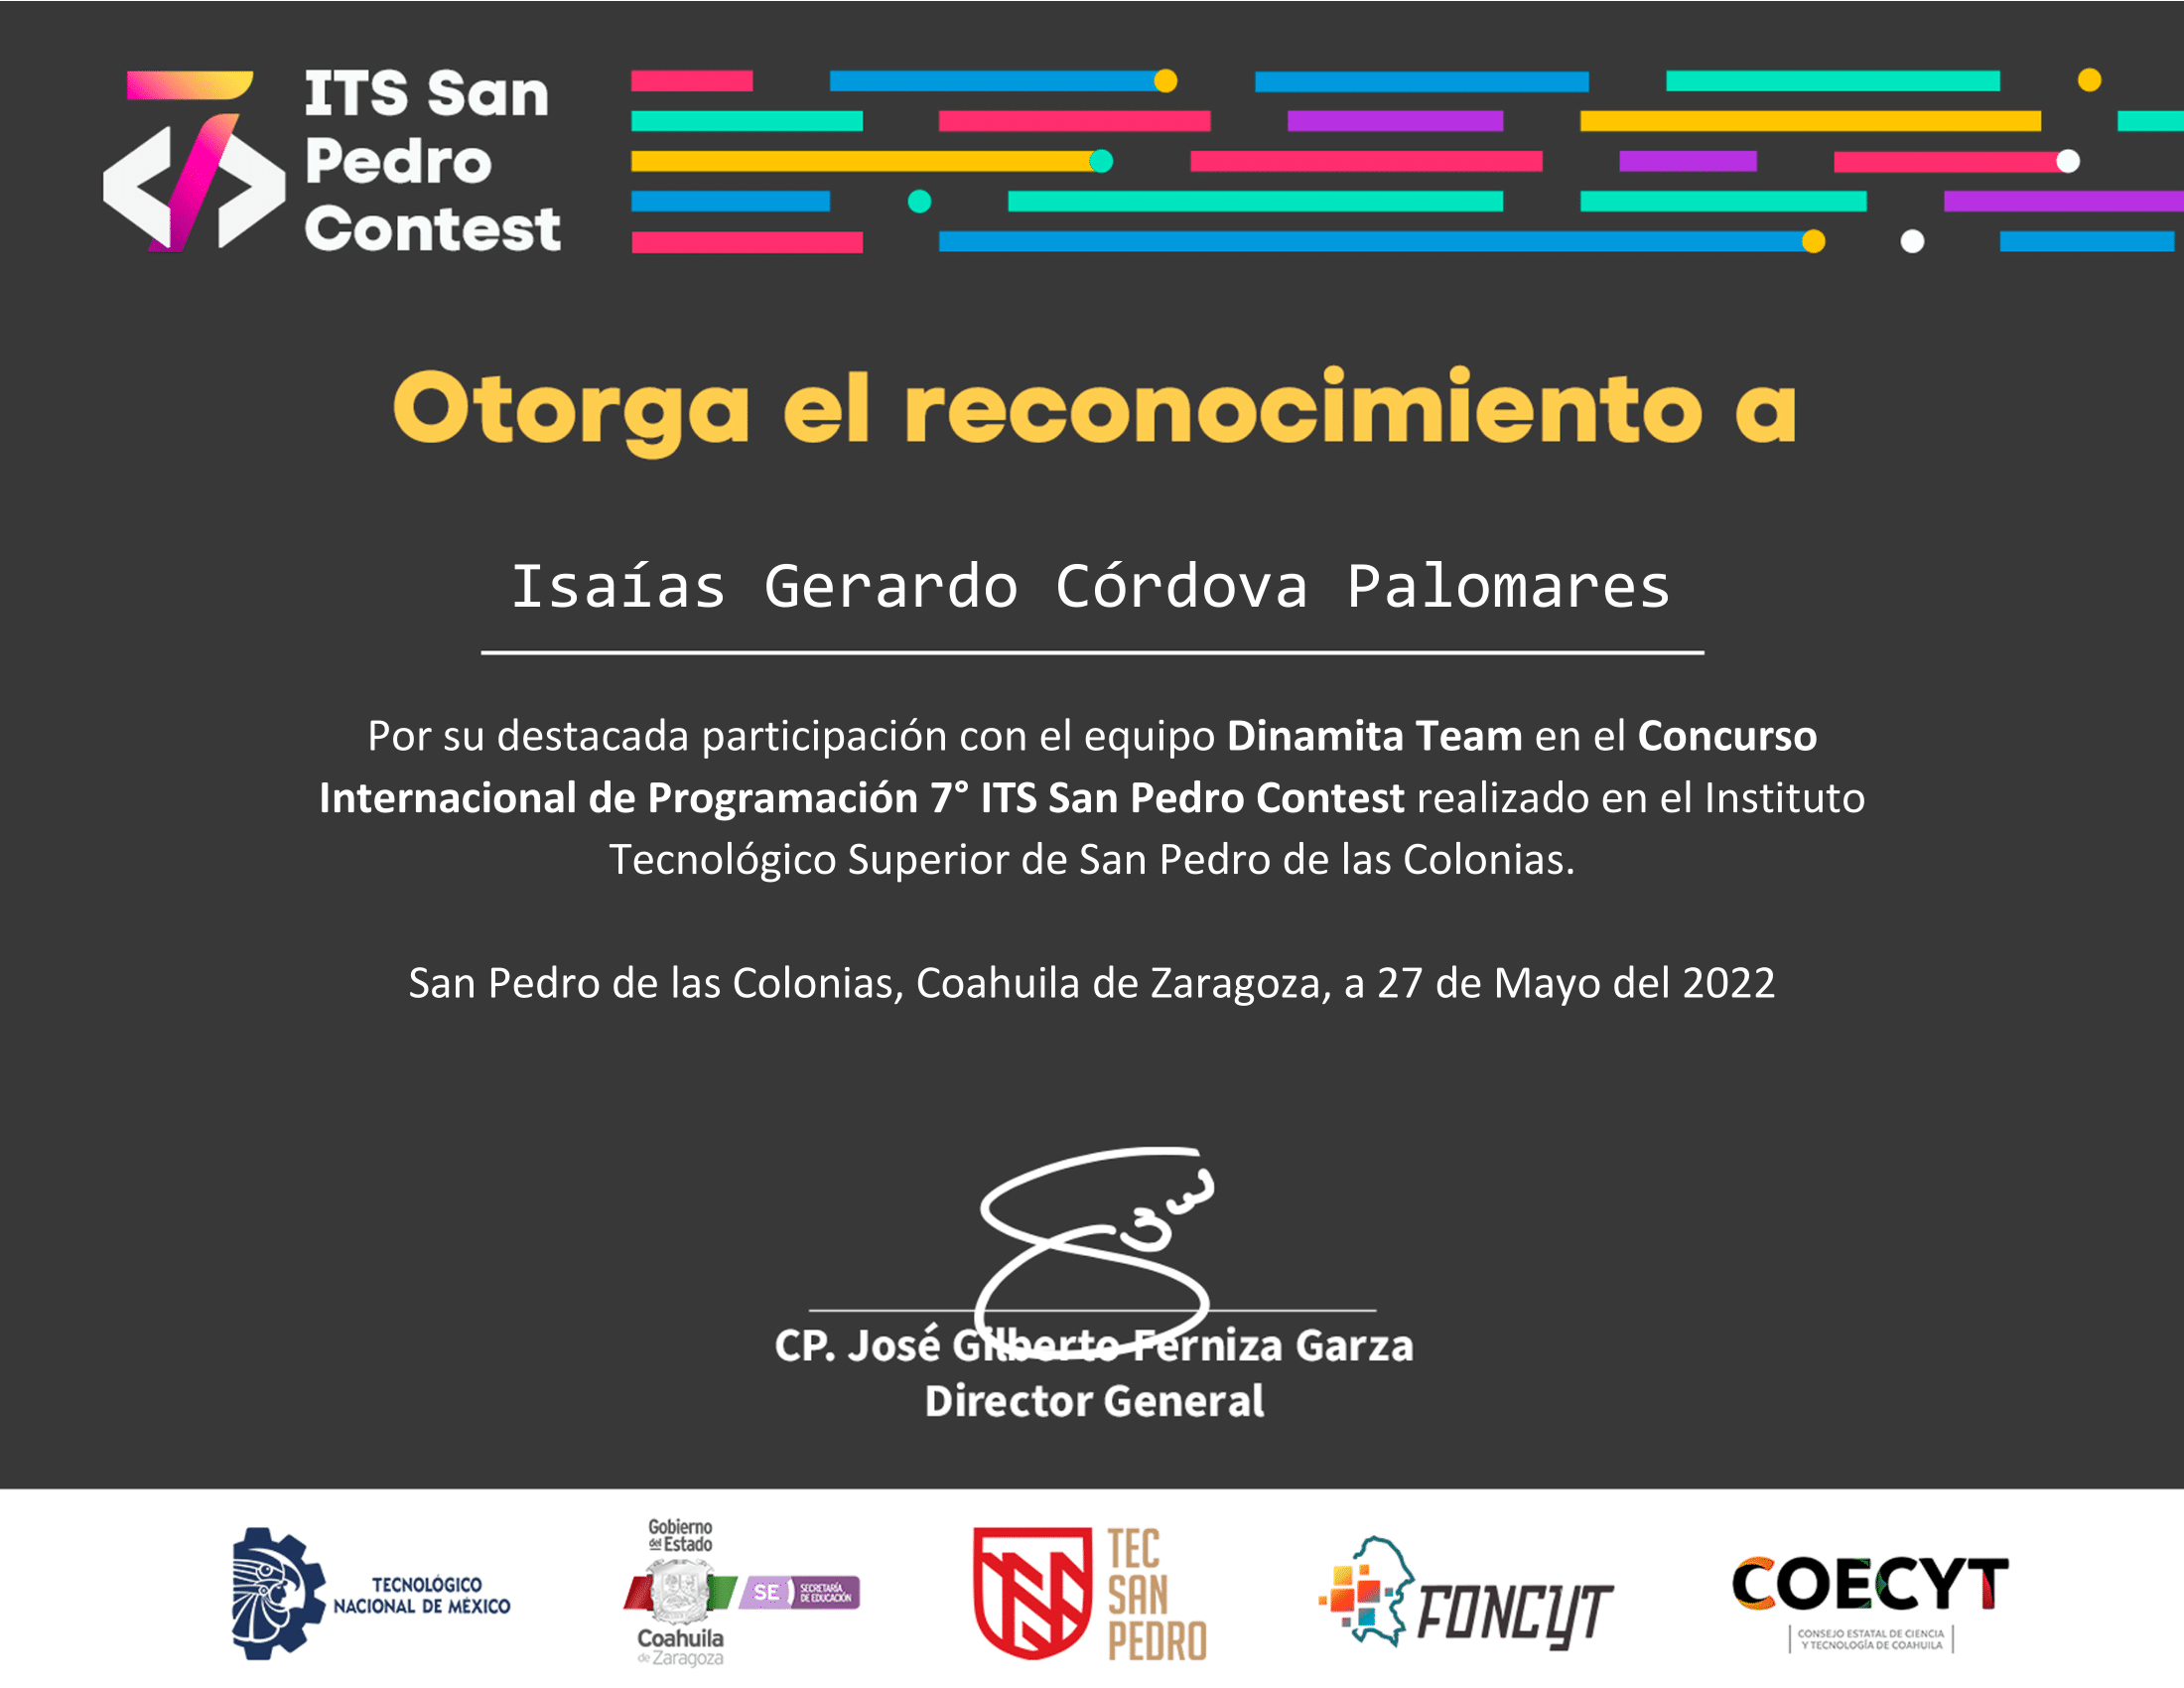 ITS San
Pedro
Contest
Otorga el reconocimiento a
Isaías Gerardo Córdova Palomares
Por su destacada participación con el equipo Dinamita Team en el Concurso
Internacional de Programación 7° ITS San Pedro Contest realizado en el Instituto
Tecnológico Superior de San Pedro de las Colonias.
San Pedro de las Colonias, Coahuila de Zaragoza, a 27 de Mayo del 2022
CP. José Gilberto Ferniza Garza
Director General
TECNOLÓGICO
NACIONAL DE MÉXICO
Gobierno
del Estado
SE
SECRETARÍA
DE EDUCACIÓN
Coahuila
de Zaragoza
TEC
SAN
PEDRO
FONCYT
COECYT
CONSEJO ESTATAL DE CIENCIA
Y TECNOLOGÍA DE COAHUILA